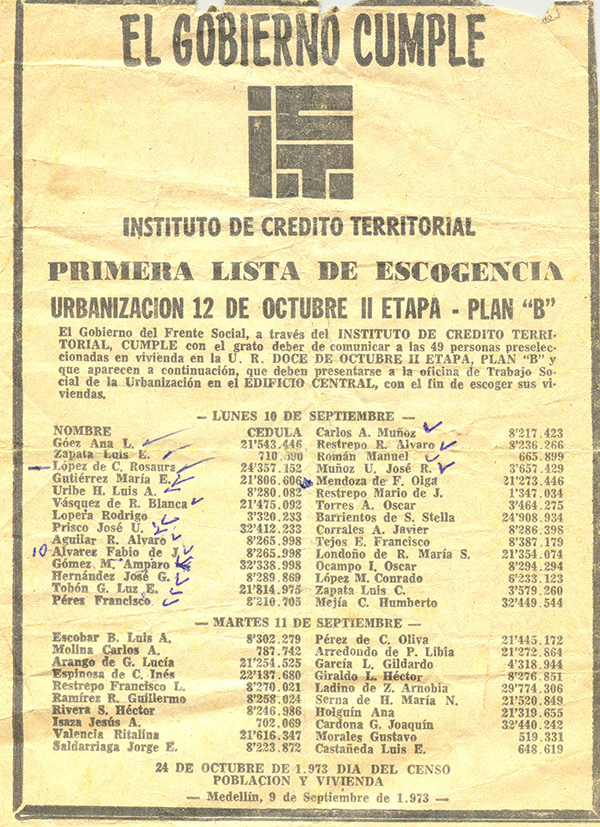 EL GOBIERNO CUMPLE
ICT
INSTITUTO DE CREDITO TERRITORIAL
PRIMERA LISTA DE ESCOGENCIA
URBANIZACION 12 DE OCTUBRE II ETAPA - PLAN "B"
El Gobierno del Frente Social, a través del INSTITUTO DE CREDITO TERRI-
TORIAL, CUMPLE con el grato deber de comunicar a las 49 personas preselec-
cionadas en vivienda en la U. R. DOCE DE OCTUBRE II ETAPA, PLAN "B" y
que aparecen a continuación, que deben presentarse a la oficina de Trabajo So-
cial de la Urbanización en el EDIFICIO CENTRAL, con el fin de escoger sus vi-
viendas.
— LUNES 10 DE SEPTIEMBRE —
NOMBRE CEDULA
Góez Ana L. 21'543.446
Zapata Luis E. 710.590
López de C. Rosaura 24'357.152
Gutiérrez María E. 21'806.606
Uribe H. Luis A. 8'280.082
Vásquez de R. Blanca 21'475.092
Lopera Rodrigo 3'320.233
Prisco José U. 32'412.233
Aguilar R. Alvaro 8'265.998
10 Alvarez Fabio de J. 8'265.998
Gómez M. Amparo 32'338.998
Hernández José G. 8'289.869
Tobón G. Luz E. 21'814.975
Pérez Francisco 8'210.705
Carlos A. Muñoz 8'217.423
Restrepo R. Alvaro 8'236.266
Román Manuel 665.899
Muñoz U. José R. 3'657.429
Mendoza de F. Olga 21'273.446
Restrepo Mario de J. 1'347.034
Torres A. Oscar 3'464.275
Barrientos de S. Stella 24'908.934
Corrales A. Javier 8'286.398
Tejos E. Francisco 8'387.179
Londoño de R. María S. 21'354.074
Ocampo I. Oscar 8'294.294
López M. Conrado 6'233.123
Zapata Luis C. 3'579.260
Mejía C. Humberto 32'449.544
— MARTES 11 DE SEPTIEMBRE —
Escobar B. Luis A. 8'302.279
Molina Carlos A. 787.742
Arango de G. Lucía 21'254.525
Espinosa de C. Inés 22'137.680
Restrepo Francisco L. 8'270.021
Ramírez R. Guillermo 8'258.024
Rivera S. Héctor 8'246.986
Isaza Jesús A. 702.069
Valencia Ritalina 21'616.347
Saldarriaga Jorge E. 8'223.872
Pérez de C. Oliva 21'445.172
Arredondo de P. Libia 21'272.864
García L. Gildardo 4'318.944
Giraldo L. Héctor 8'276.851
Ladino de Z. Arnobia 29'774.306
Serna de H. María N. 21'520.849
Holguín Ana 21'319.655
Cardona G. Joaquín 32'440.242
Morales Gustavo 519.331
Castañeda Luis E. 648.619
24 DE OCTUBRE DE 1.973 DIA DEL CENSO
POBLACION Y VIVIENDA
— Medellín, 9 de Septiembre de 1.973 —